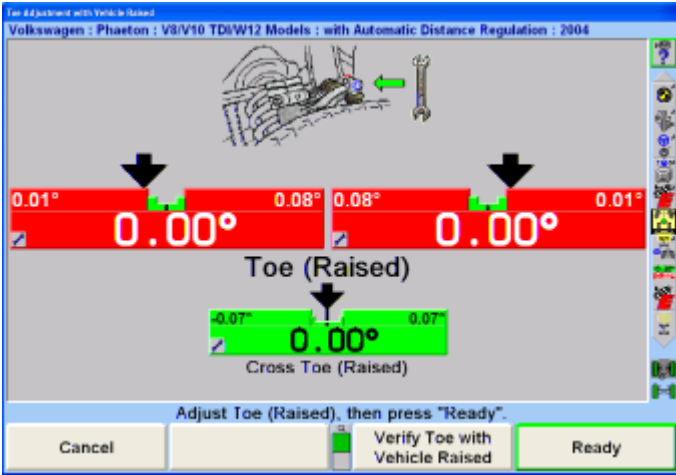 Toe Adjustment with Vehicle Raised
Volkswagen : Phaeton : V8/V10 TDI/W12 Models : with Automatic Distance Regulation : 2004
0.01° 0.08° 0.08° 0.01°
0.00° 0.00°
Toe (Raised)
-0.07° 0.07°
0.00°
Cross Toe (Raised)
Adjust Toe (Raised), then press "Ready".
Cancel
Verify Toe with
Vehicle Raised
Ready